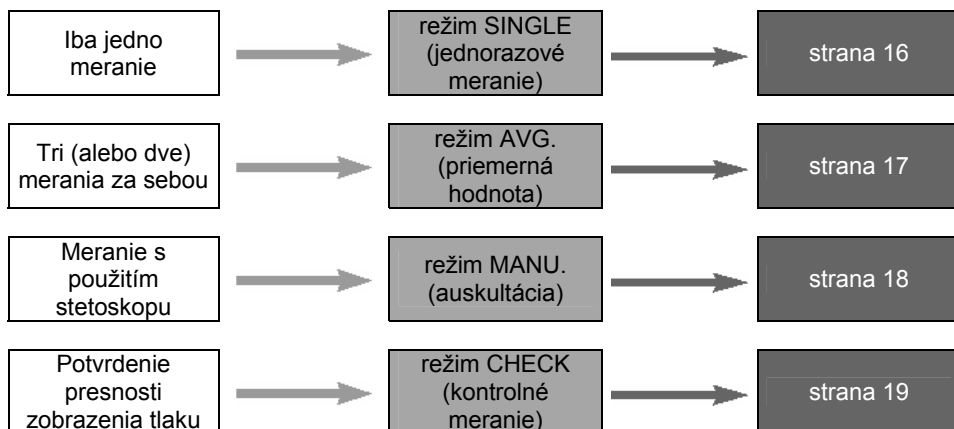 Iba jedno
meranie
režim SINGLE
(jednorazové
meranie)
strana 16
Tri (alebo dve)
merania za sebou
režim AVG.
(priemerná
hodnota)
strana 17
Meranie s
použitím
stetoskopu
režim MANU.
(auskultácia)
strana 18
Potvrdenie
presnosti
zobrazenia tlaku
režim CHECK
(kontrolné
meranie)
strana 19